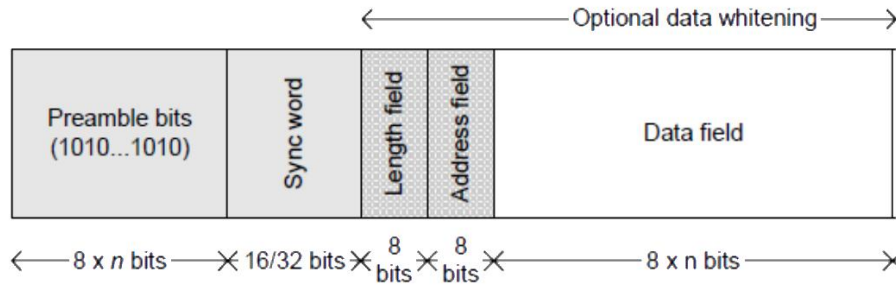 Optional data whitening
Preamble bits
(1010...1010)
Sync word
Length field
Address field
Data field
8 x n bits
16/32 bits
8
bits
8
bits
8 x n bits